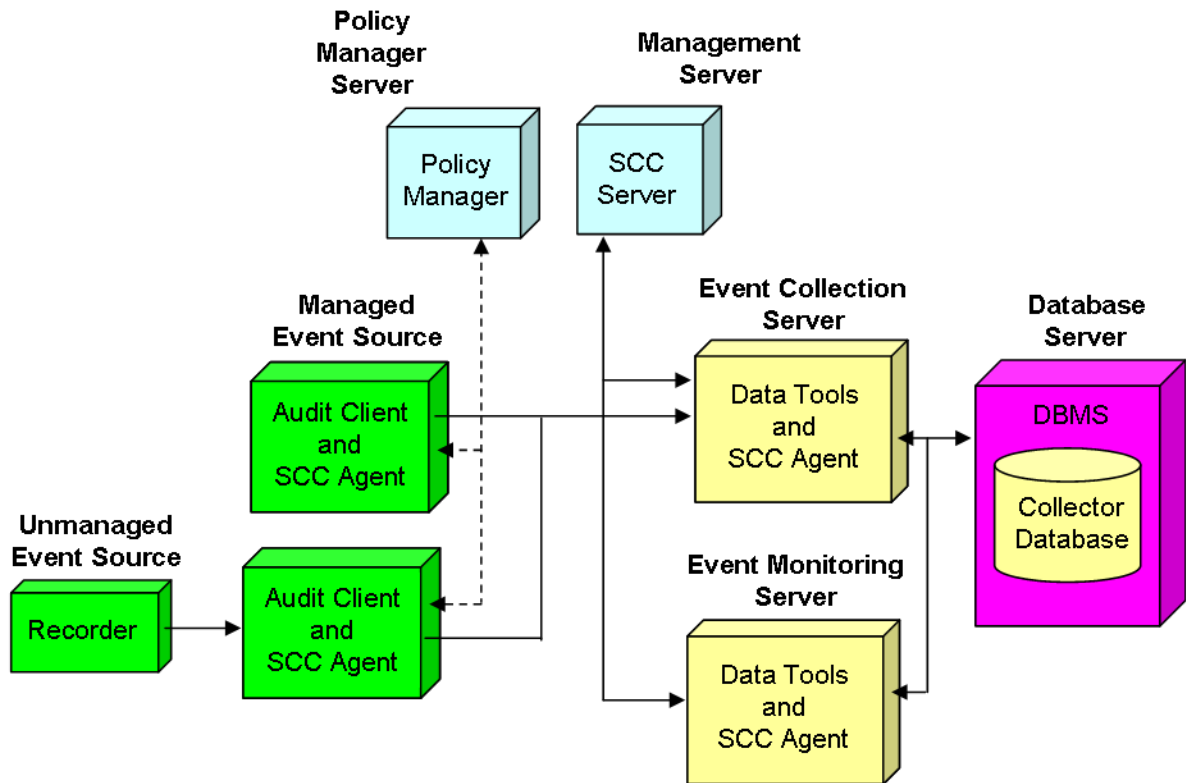 Policy
Manager
Server
Management
Server
Policy
Manager
SCC
Server
Managed
Event Source
Event Collection
Server
Database
Server
Audit Client
and
SCC Agent
Data Tools
and
SCC Agent
DBMS
Collector
Database
Unmanaged
Event Source
Recorder
Audit Client
and
SCC Agent
Event Monitoring
Server
Data Tools
and
SCC Agent